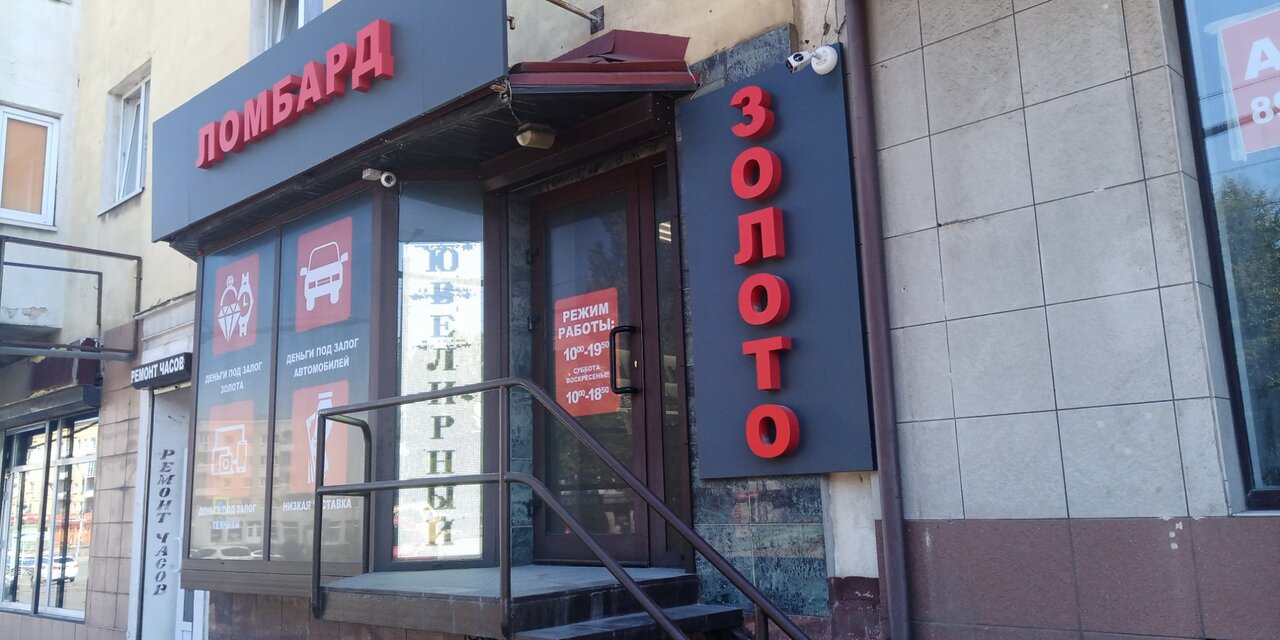 ЛОМБАРД
ЗОЛОТО
ДЕНЬГИ ПОД ЗАЛОГ
ЗОЛОТА
ДЕНЬГИ ПОД ЗАЛОГ
АВТОМОБИЛЕЙ
ДЕНЬГИ ПОД ЗАЛОГ
ТЕХНИКИ
НИЗКАЯ
ЮВЕЛИРНЫЙ
РЕЖИМ
РАБОТЫ:
10⁰⁰-19⁵⁰
СУББОТА
ВОСКРЕСЕНЬЕ
10⁰⁰-18⁵⁰
РЕМОНТ ЧАСОВ
РЕМОНТ ЧАСОВ